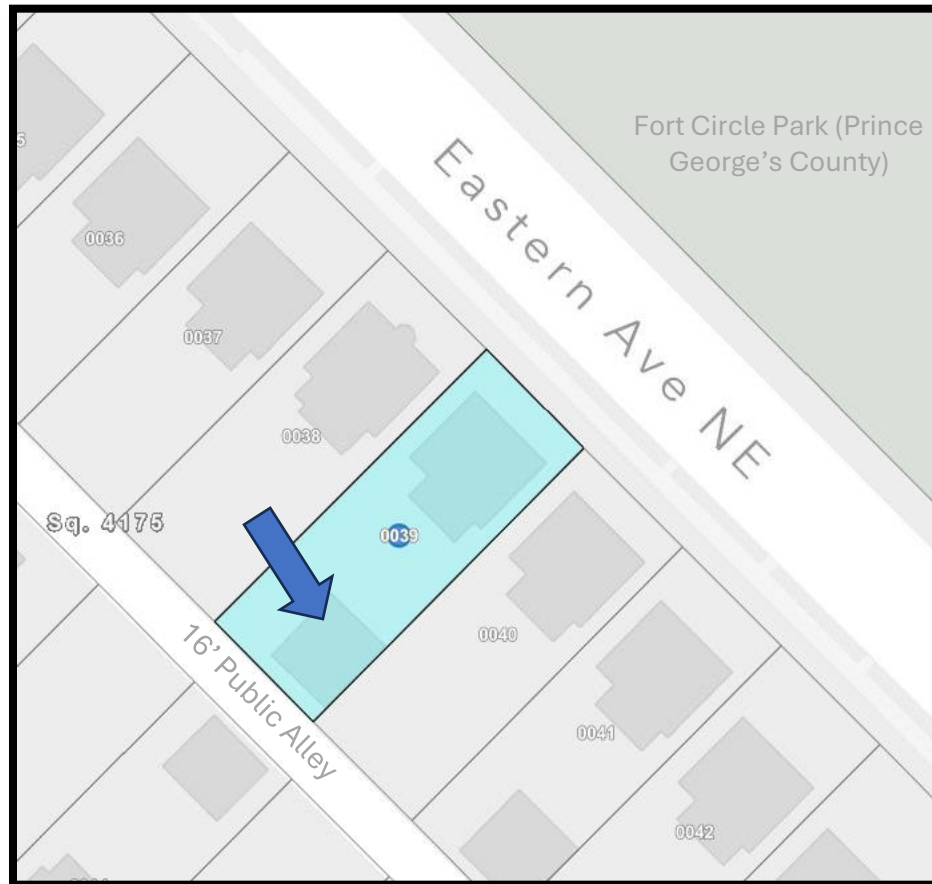 Fort Circle Park (Prince
George's County)
5
Eastern Ave NE
0036
0037
0038
Sq. 4175
0039
0040
16' Public Alley
0041
0042